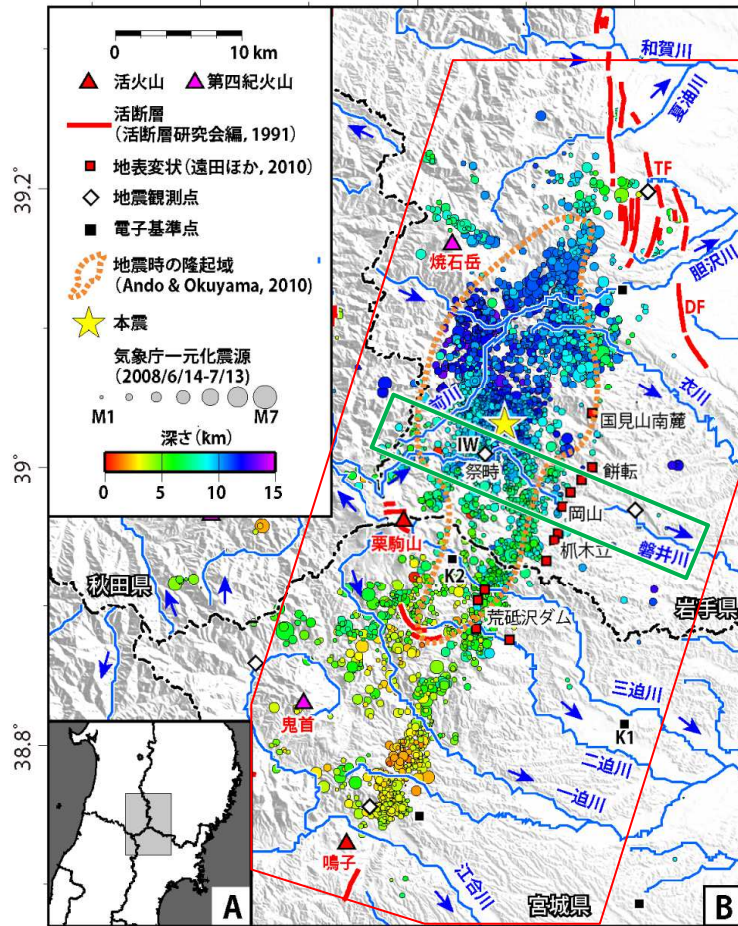 0 10 km
活火山 第四紀火山
活断層
(活断層研究会編, 1991)
地表変状(遠田ほか, 2010)
地震観測点
電子基準点
地震時の隆起域
(Ando & Okuyama, 2010)
本震
気象庁一元化震源
(2008/6/14-7/13)
M1 M7
深さ(km)
0 5 10 15
39.2°
39°
38.8°
和賀川
夏油川
TF
焼石岳
胆沢川
DF
衣川
前川
国見山南麓
IW
祭畤
餅転
岡山
磐井川
栗駒山
枛木立
K2
秋田県
岩手県
荒砥沢ダム
三迫川
鬼首
K1
二迫川
一迫川
鳴子
江合川
宮城県
A
B